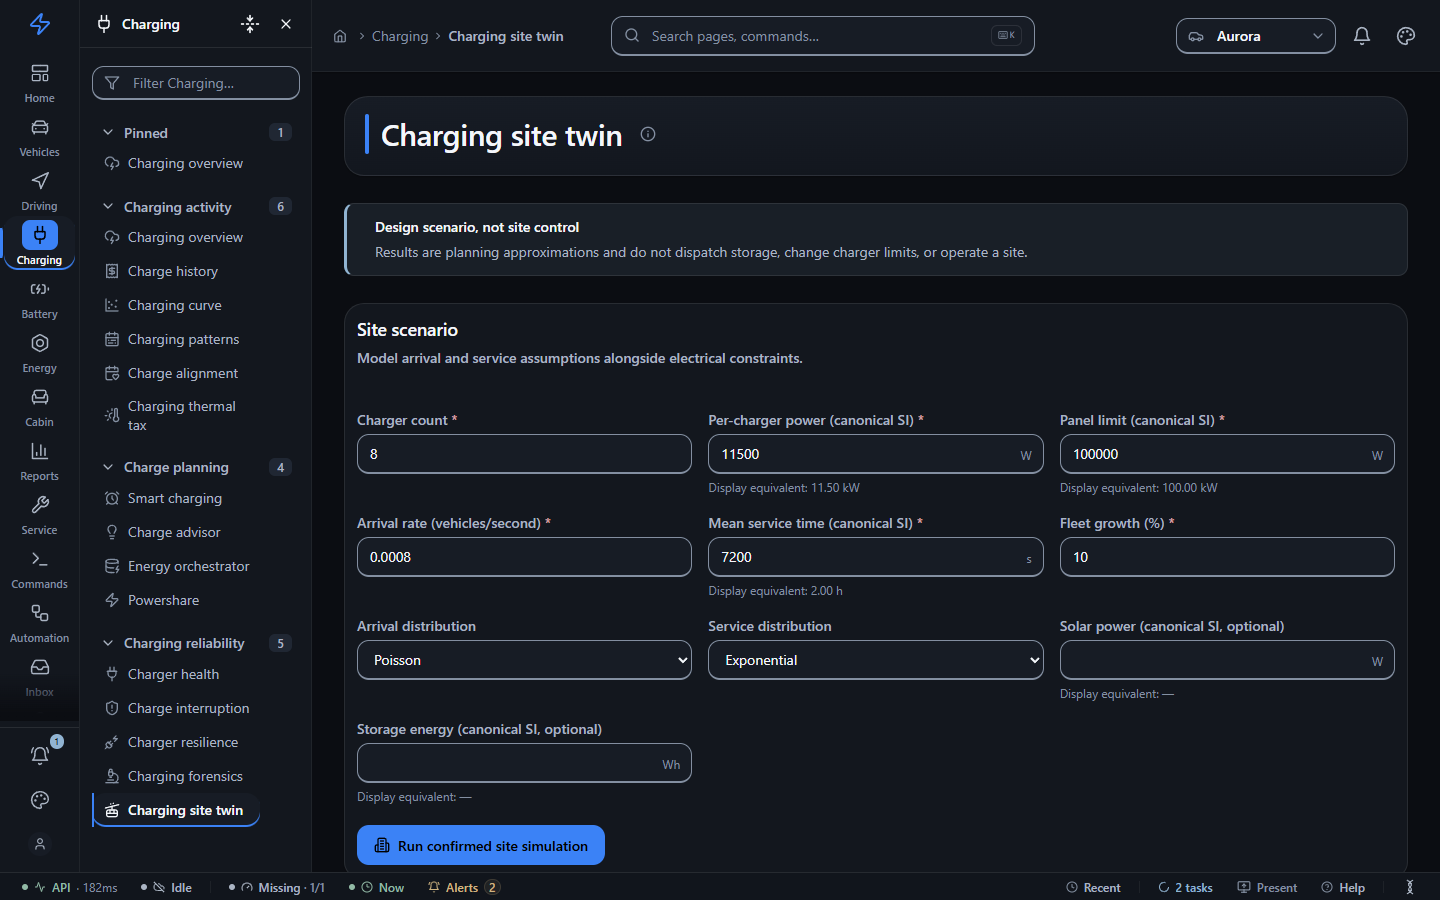 Charging
Charging
Charging site twin
Search pages, commands...
K
Aurora
Home
Vehicles
Driving
Charging
Battery
Energy
Cabin
Reports
Service
Commands
Automation
Inbox
1
Filter Charging...
Pinned
1
Charging overview
Charging activity
6
Charging overview
Charge history
Charging curve
Charging patterns
Charge alignment
Charging thermal
tax
Charge planning
4
Smart charging
Charge advisor
Energy orchestrator
Powershare
Charging reliability
5
Charger health
Charge interruption
Charger resilience
Charging forensics
Charging site twin
Charging site twin
Design scenario, not site control
Results are planning approximations and do not dispatch storage, change charger limits, or operate a site.
Site scenario
Model arrival and service assumptions alongside electrical constraints.
Charger count *
8
Per-charger power (canonical SI) *
11500
W
Display equivalent: 11.50 kW
Panel limit (canonical SI) *
100000
W
Display equivalent: 100.00 kW
Arrival rate (vehicles/second) *
0.0008
Mean service time (canonical SI) *
7200
s
Display equivalent: 2.00 h
Fleet growth (%) *
10
Arrival distribution
Poisson
Service distribution
Exponential
Solar power (canonical SI, optional)
W
Display equivalent: —
Storage energy (canonical SI, optional)
Wh
Display equivalent: —
Run confirmed site simulation
API · 182ms
Idle
Missing · 1/1
Now
Alerts 2
Recent
2 tasks
Present
Help